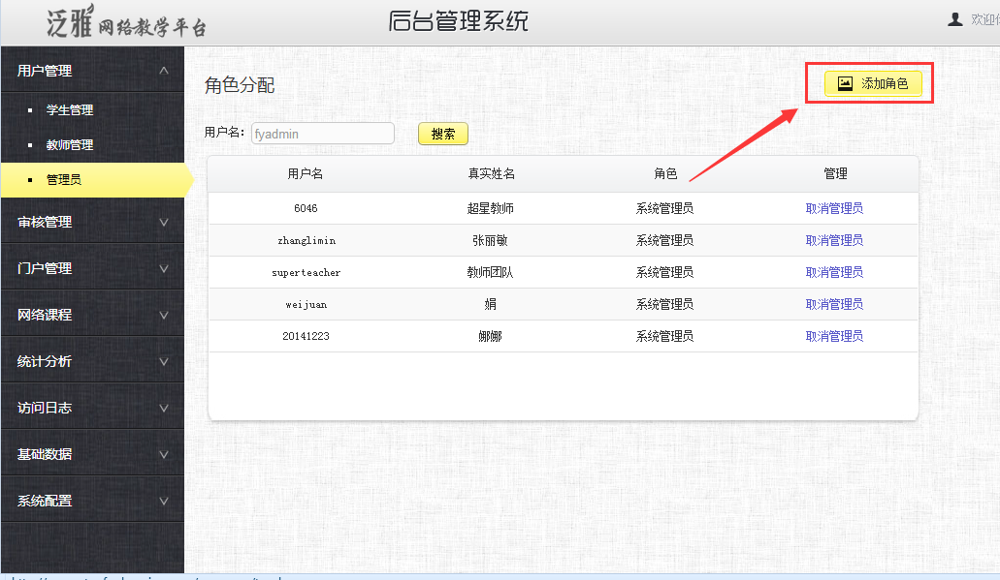 泛雅网络教学平台
后台管理系统
欢迎
用户管理
学生管理
教师管理
管理员
审核管理
门户管理
网络课程
统计分析
访问日志
基础数据
系统配置
角色分配
添加角色
用户名: fyadmin 搜索
用户名 真实姓名 角色 管理
6046 超星教师 系统管理员 取消管理员
zhanglimin 张丽敏 系统管理员 取消管理员
superteacher 教师团队 系统管理员 取消管理员
weijuan 娟 系统管理员 取消管理员
20141223 娜娜 系统管理员 取消管理员